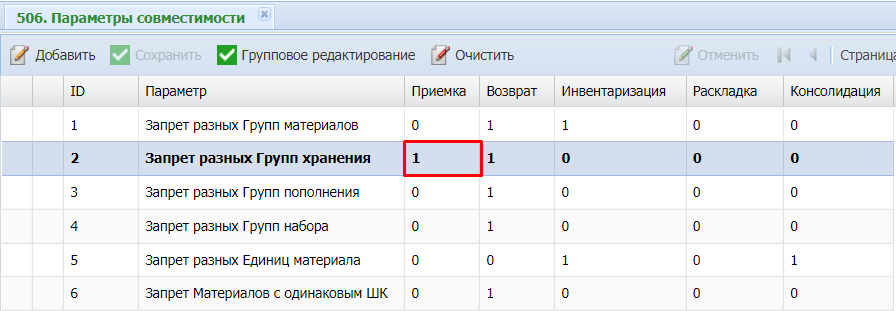 506. Параметры совместимости
Добавить Сохранить Групповое редактирование Очистить Отменить Страница
ID Параметр Приемка Возврат Инвентаризация Раскладка Консолидация
1 Запрет разных Групп материалов 0 1 1 0 0
2 Запрет разных Групп хранения 1 1 0 0 0
3 Запрет разных Групп пополнения 0 1 0 0 0
4 Запрет разных Групп набора 0 1 0 0 0
5 Запрет разных Единиц материала 0 0 1 0 1
6 Запрет Материалов с одинаковым ШК 0 1 0 0 0